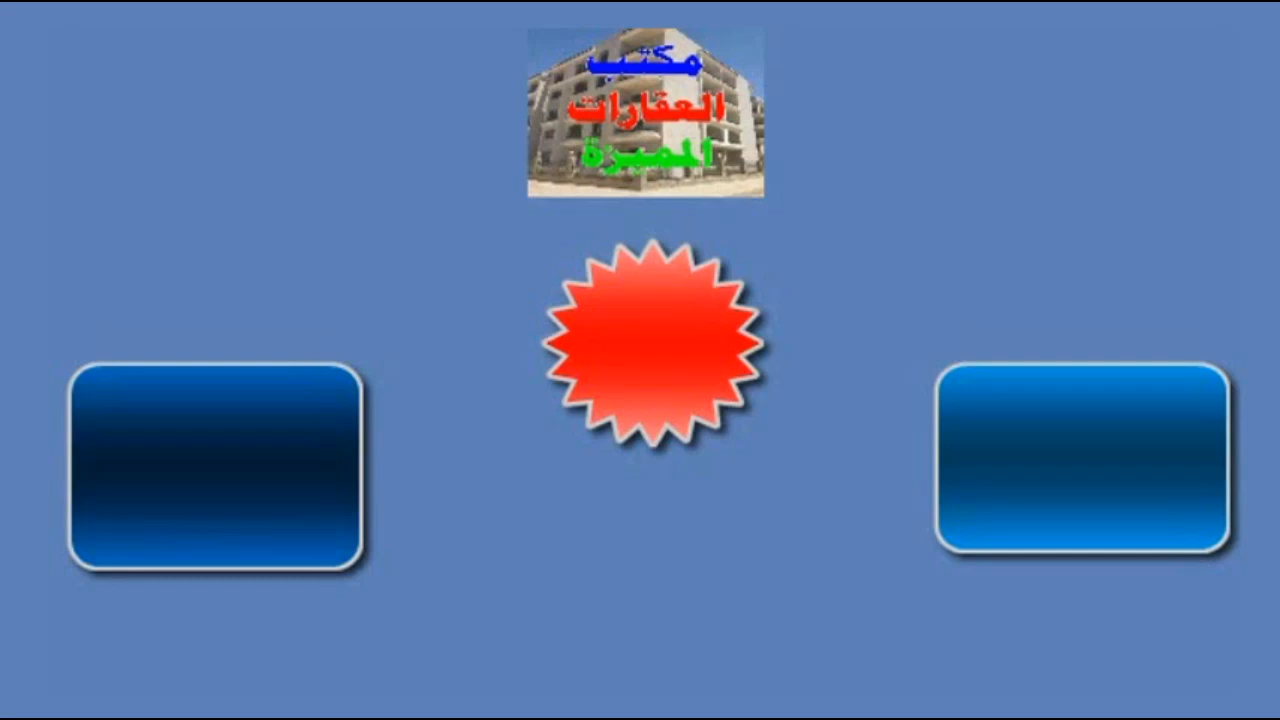 مكتب
العقارات
المميزة